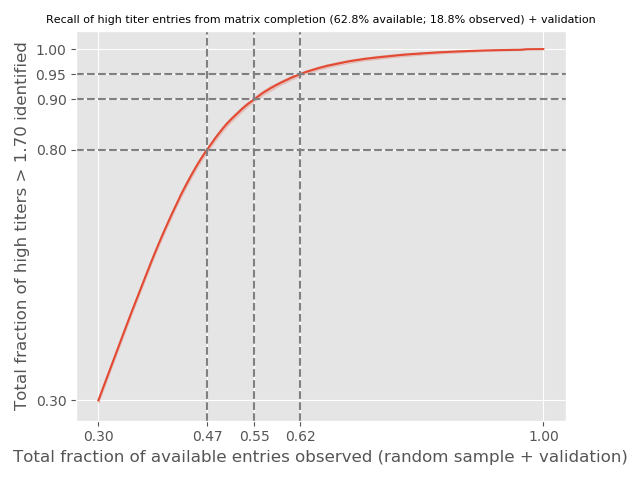 Recall of high titer entries from matrix completion (62.8% available; 18.8% observed) + validation
Total fraction of high titers > 1.70 identified
1.00
0.95
0.90
0.80
0.30
0.30 0.47 0.55 0.62 1.00
Total fraction of available entries observed (random sample + validation)